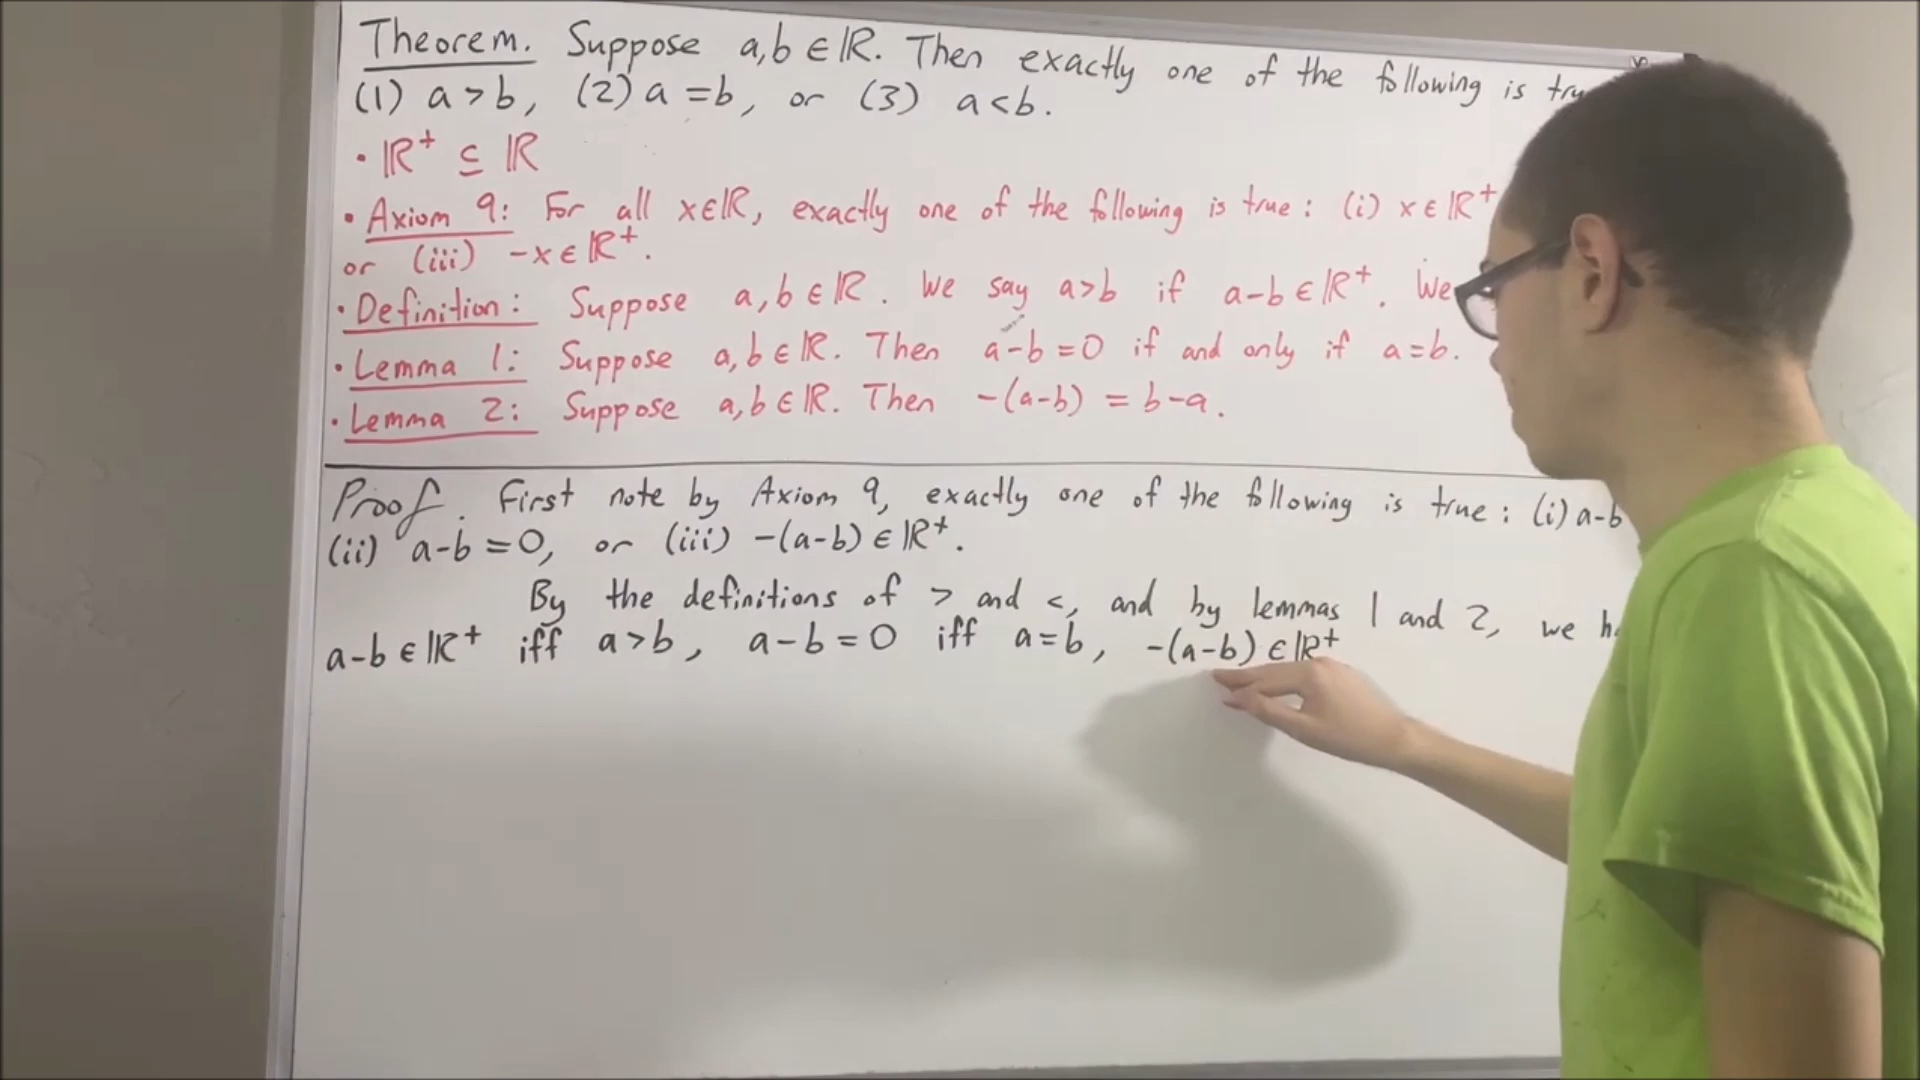 Theorem. Suppose a,b ∈ ℝ. Then exactly one of the following is
(1) a > b, (2) a = b, or (3) a < b.
• ℝ⁺ ⊆ ℝ
• Axiom 9: For all x∈ℝ, exactly one of the following is true: (i) x ∈ ℝ⁺
or (iii) -x ∈ ℝ⁺.
• Definition: Suppose a,b ∈ ℝ. We say a>b if a-b ∈ ℝ⁺. We
• Lemma 1: Suppose a,b ∈ ℝ. Then a-b = 0 if and only if a=b.
• Lemma 2: Suppose a,b ∈ ℝ. Then -(a-b) = b-a.
Proof. First note by Axiom 9, exactly one of the following is true: (i) a-b
(ii) a-b = 0, or (iii) -(a-b) ∈ ℝ⁺.
By the definitions of > and <, and by lemmas 1 and 2, we
a-b ∈ ℝ⁺ iff a > b, a-b = 0 iff a=b, -(a-b) ∈ ℝ⁺